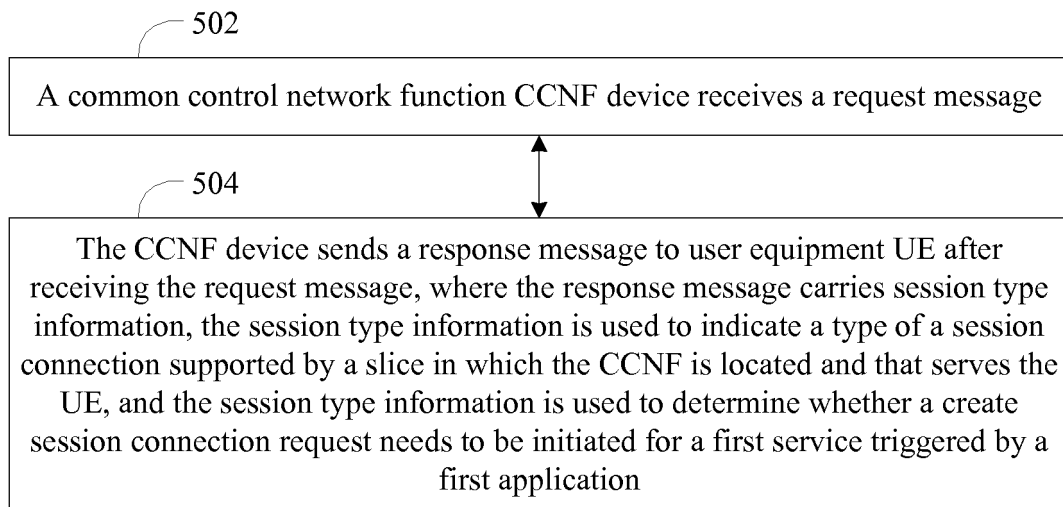 502
A common control network function CCNF device receives a request message
504
The CCNF device sends a response message to user equipment UE after
receiving the request message, where the response message carries session type
information, the session type information is used to indicate a type of a session
connection supported by a slice in which the CCNF is located and that serves the
UE, and the session type information is used to determine whether a create
session connection request needs to be initiated for a first service triggered by a
first application